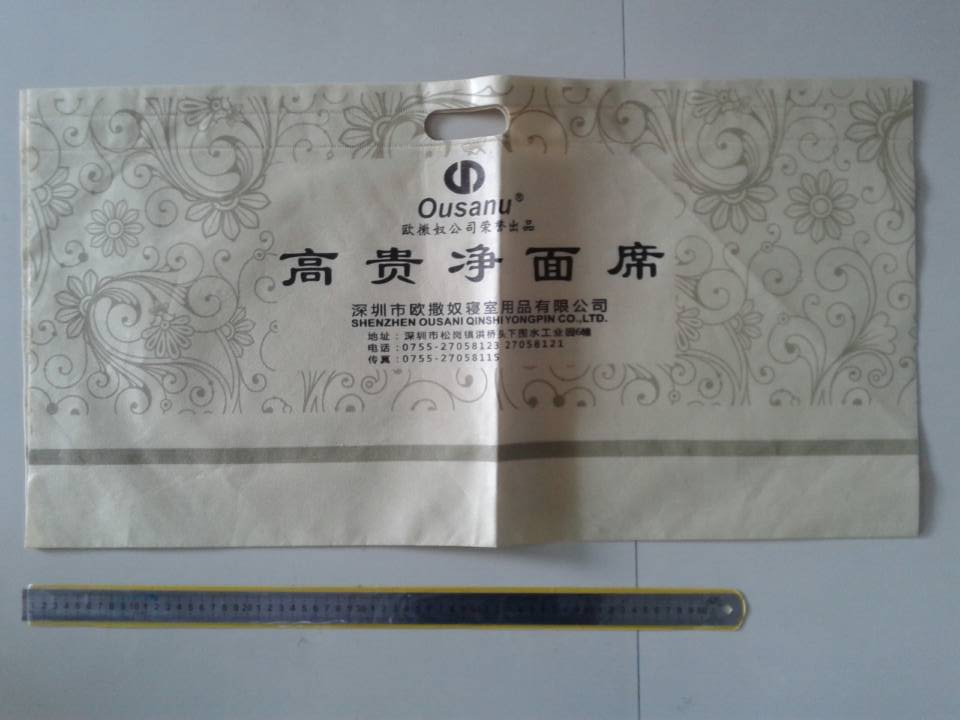 Ousanu®
欧撒奴公司荣誉出品
高贵净面席
深圳市欧撒奴寝室用品有限公司
SHENZHEN OUSANI QINSHIYONGPIN CO.,LTD.
地址：深圳市松岗镇洪桥头下围水工业园6幢
电话：0755-27058123 27058121
传真：0755-27058115